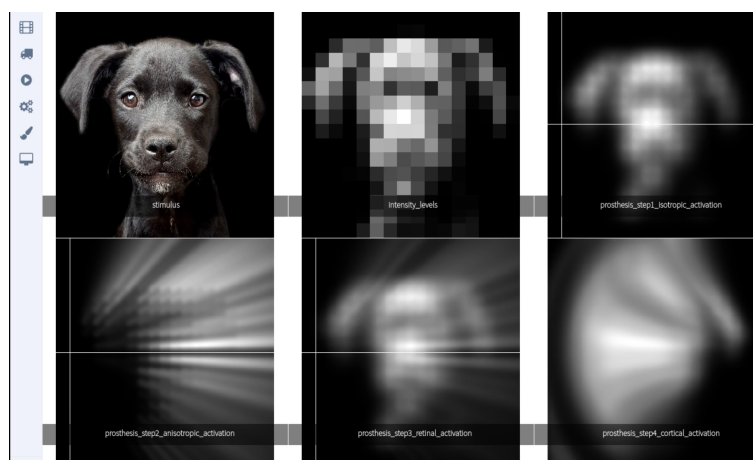 stimulus
intensity_levels
prosthesis_step1_isotropic_activation
prosthesis_step2_anisotropic_activation
prosthesis_step3_retinal_activation
prosthesis_step4_cortical_activation